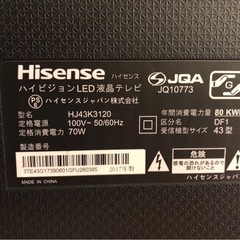 Hisense ハイセンス
ハイビジョンLED液晶テレビ
PS
E
ハイセンスジャパン株式会社
JQA
JQ10773
G
型名 HJ43K3120
定格電圧 100V~ 50/60Hz
定格消費電力 70W
製造番号
3TE43G17390601GFU260385
2017年製
年間消費電力量 80 KWh
区分名 DF1
受信機型サイズ 43型
危険
ハイセンスジャパン